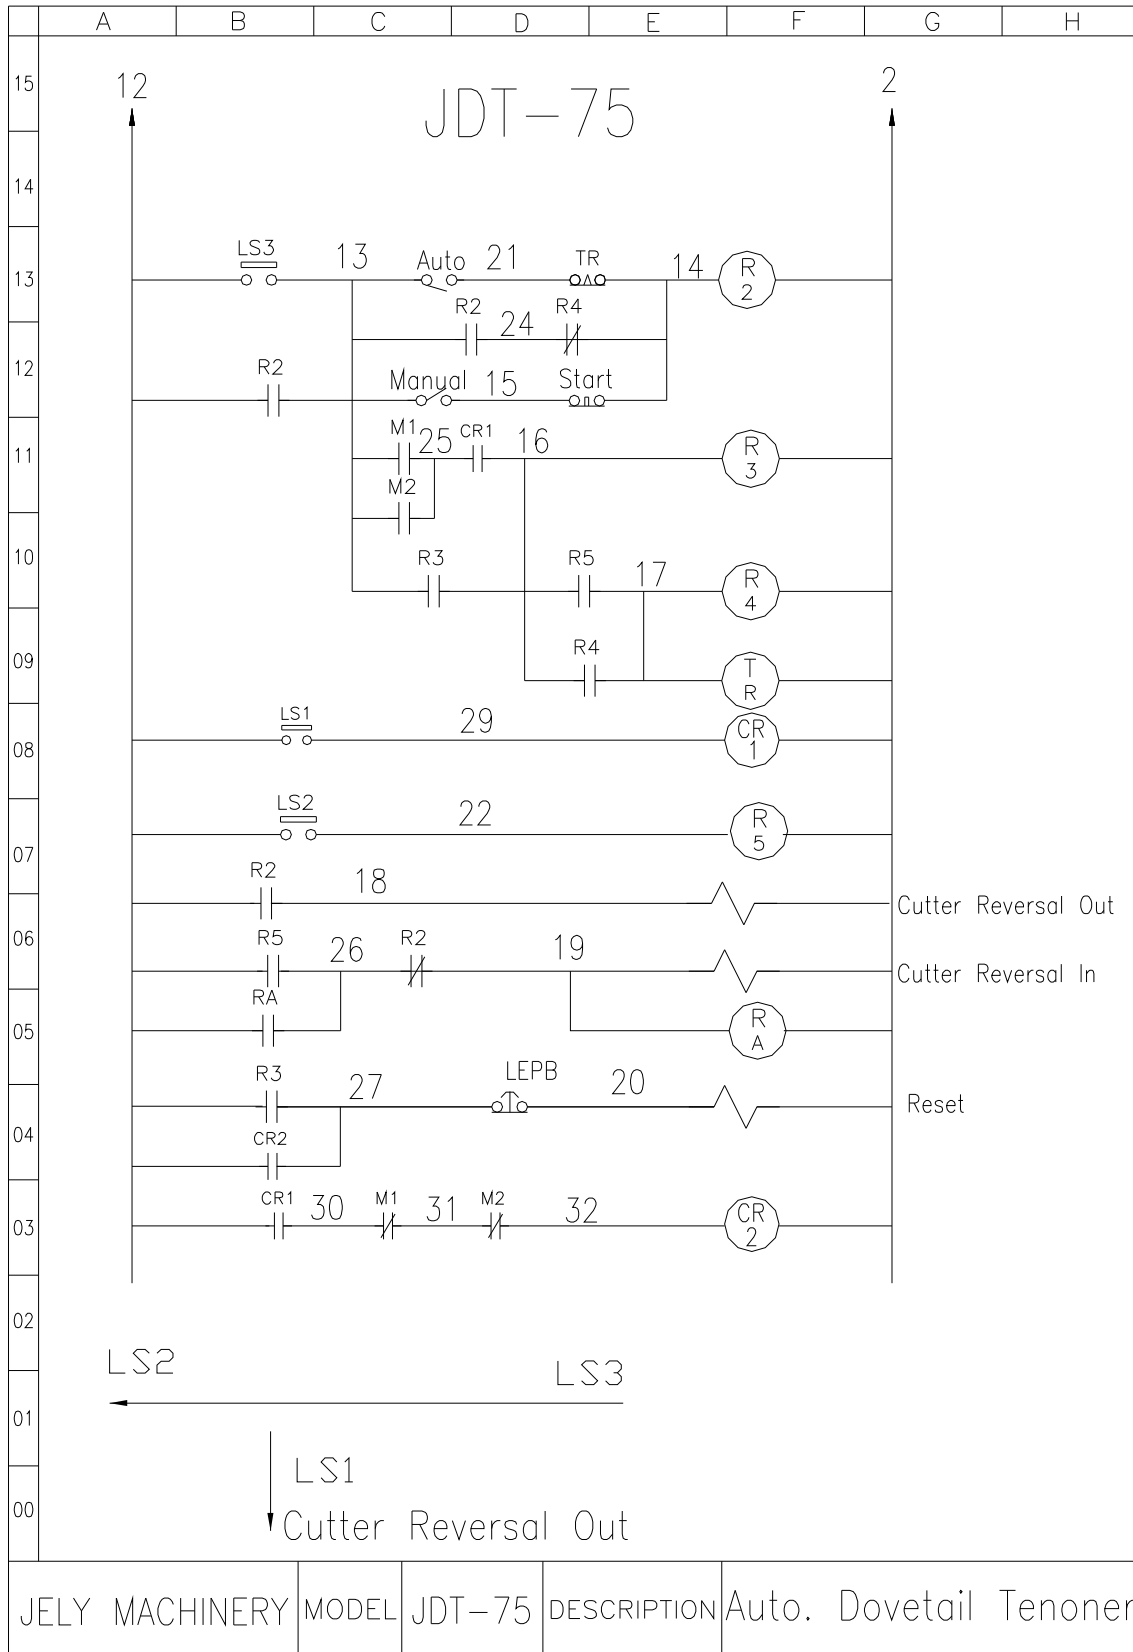 A B C D E F G H
15 12 JDT-75 2
14
LS3 13 Auto 21 TR 14 R 2
13
R2 24 R4
12 R2 Manual 15 Start
M1 25 CR1 16 R 3
11
M2
10 R3 R5 17 R 4
R4
09 T R
LS1 29 CR 1
08
LS2 22 R 5
07
R2 18 Cutter Reversal Out
06 R5 26 R2 19 Cutter Reversal In
RA
05 R A
R3 27 LEPB 20 Reset
04 CR2
CR1 30 M1 31 M2 32 CR 2
03
02
LS2 LS3
01
LS1
00 Cutter Reversal Out
JELY MACHINERY MODEL JDT-75 DESCRIPTION Auto. Dovetail Tenoner